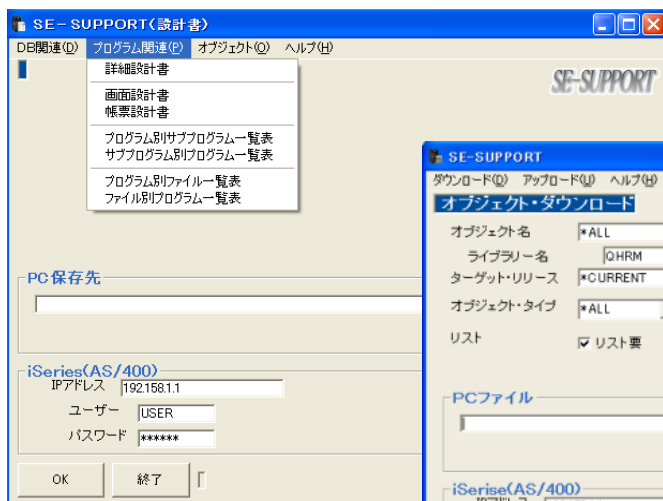 SE-SUPPORT(設計書)
DB関連(D) プログラム関連(P) オブジェクト(O) ヘルプ(H)
詳細設計書
画面設計書
帳票設計書
プログラム別サブプログラム一覧表
サブプログラム別プログラム一覧表
プログラム別ファイル一覧表
ファイル別プログラム一覧表
SE-SUPPORT
PC保存先
iSeries(AS/400)
IPアドレス 192.158.1.1
ユーザー USER
パスワード ******
OK 終了
SE-SUPPORT
ダウンロード(D) アップロード(U) ヘルプ(H)
オブジェクト・ダウンロード
オブジェクト名 *ALL
ライブラリー名 QHRM
ターゲット・リリース *CURRENT
オブジェクト・タイプ *ALL
リスト リスト要
PCファイル
iSerise(AS/400)